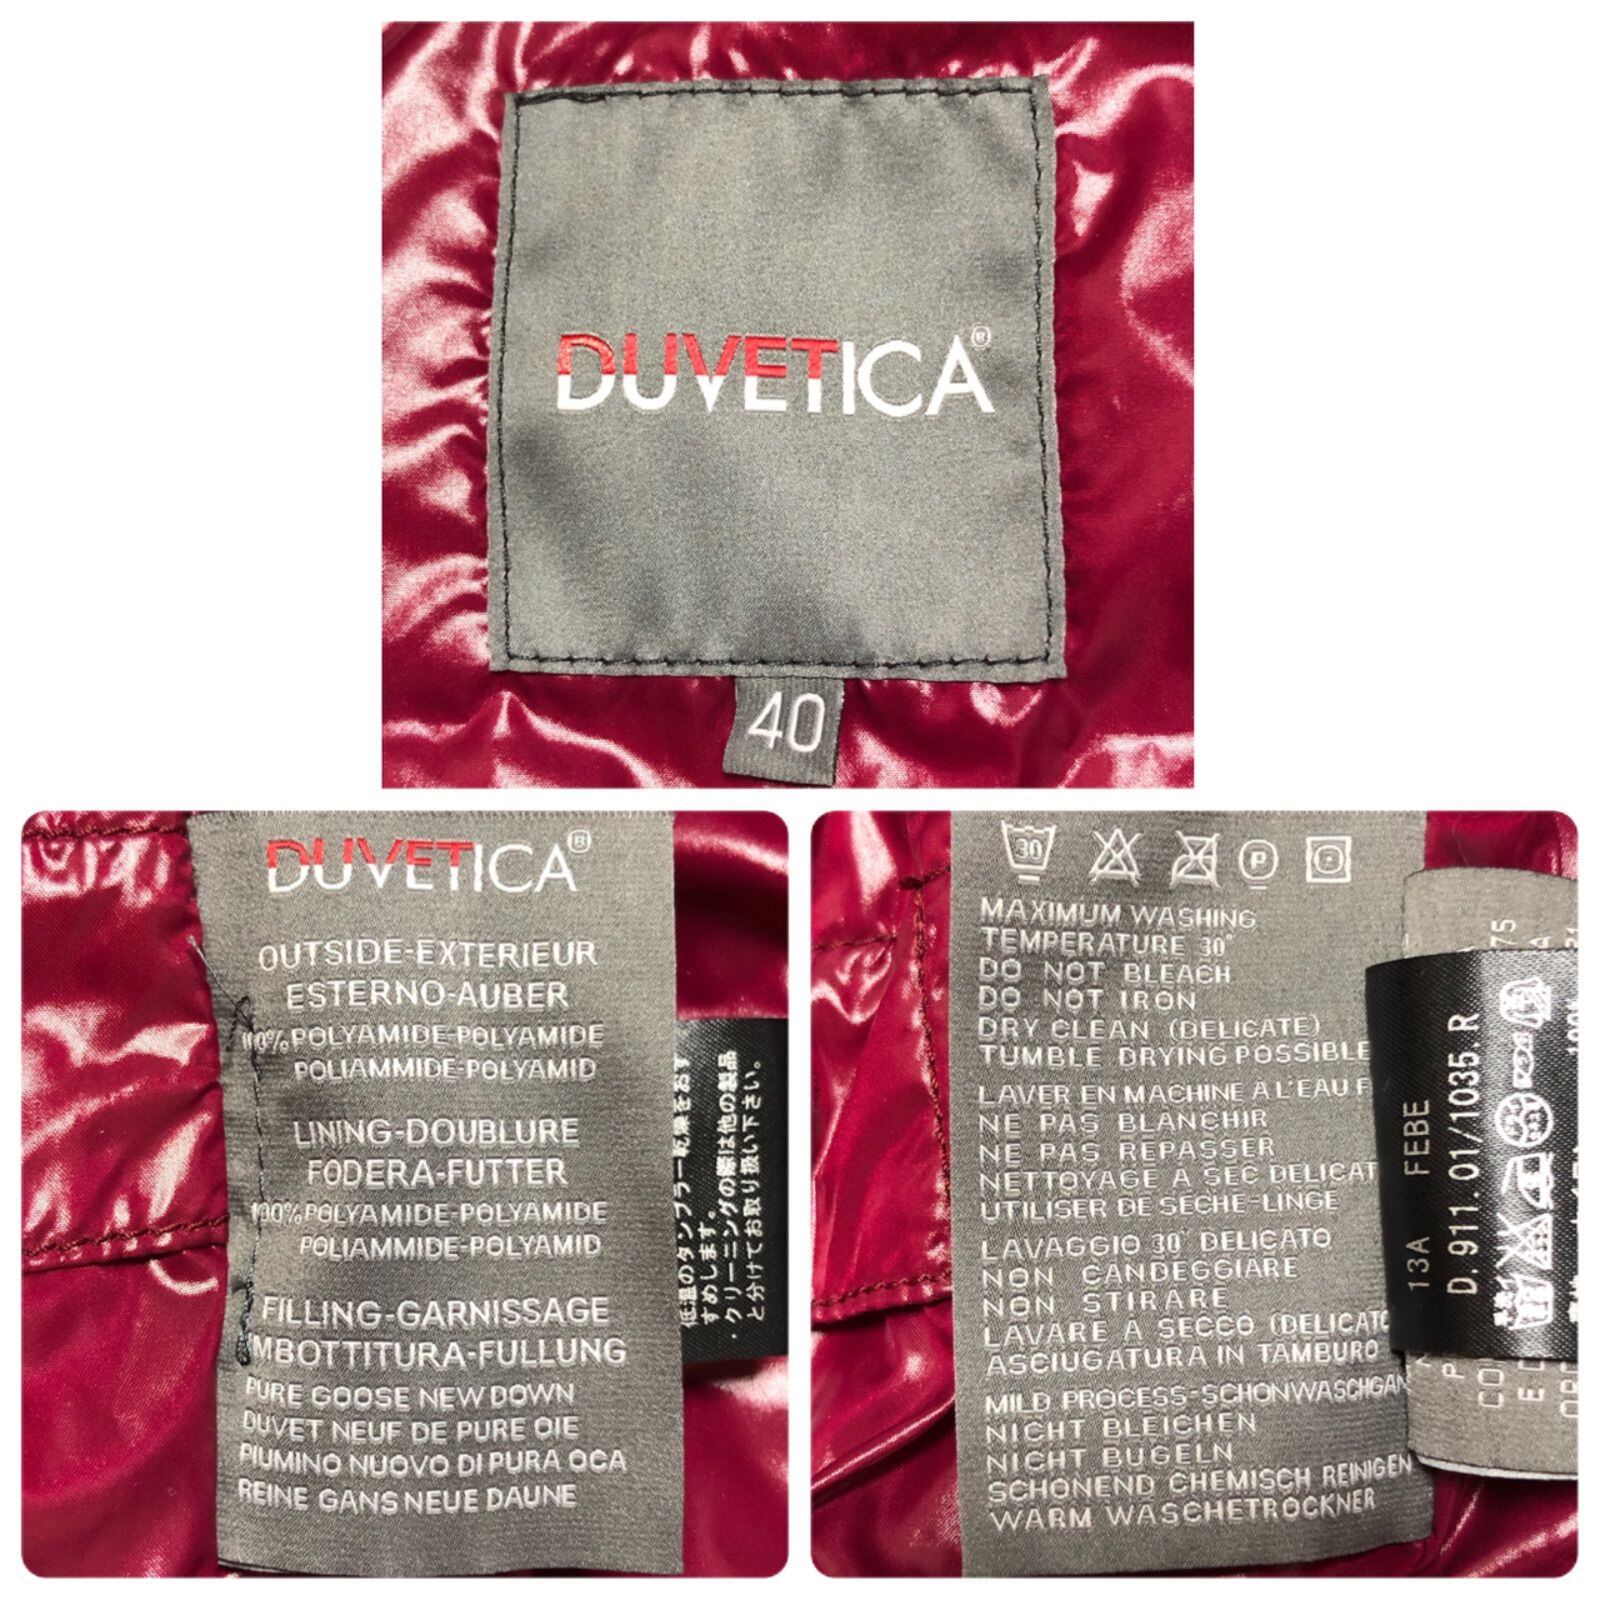 DUVETICA®
40
DUVETICA®
OUTSIDE-EXTERIEUR
ESTERNO-AUBER
100% POLYAMIDE-POLYAMIDE
POLIAMMIDE-POLYAMID
LINING-DOUBLURE
FODERA-FUTTER
100% POLYAMIDE-POLYAMIDE
POLIAMMIDE-POLYAMID
FILLING-GARNISSAGE
MBOTTITURA-FULLUNG
PURE GOOSE NEW DOWN
DUVET NEUF DE PURE OIE
PIUMINO NUOVO DI PURA OCA
REINE GANS NEUE DAUNE
低温のタンブラー乾燥をおす
すめします。
・クリーニングの際は他の製品
と分けてお取り扱い下さい。
30 P
MAXIMUM WASHING
TEMPERATURE 30°
DO NOT BLEACH
DO NOT IRON
DRY CLEAN (DELICATE)
TUMBLE DRYING POSSIBLE
LAVER EN MACHINE A L'EAU F
NE PAS BLANCHIR
NE PAS REPASSER
NETTOYAGE A SEC DELICAT
UTILISER DE SECHE-LINGE
LAVAGGIO 30° DELICATO
NON CANDEGGIARE
NON STIRARE
LAVARE A SECCO (DELICATO
ASCIUGATURA IN TAMBURO
MILD PROCESS-SCHONWASCHGAN
NICHT BLEICHEN
NICHT BUGELN
SCHONEND CHEMISCH REINIGEN
WARM WASCHETROCKNER
13A FEBE
D.911.01/1035.R
75